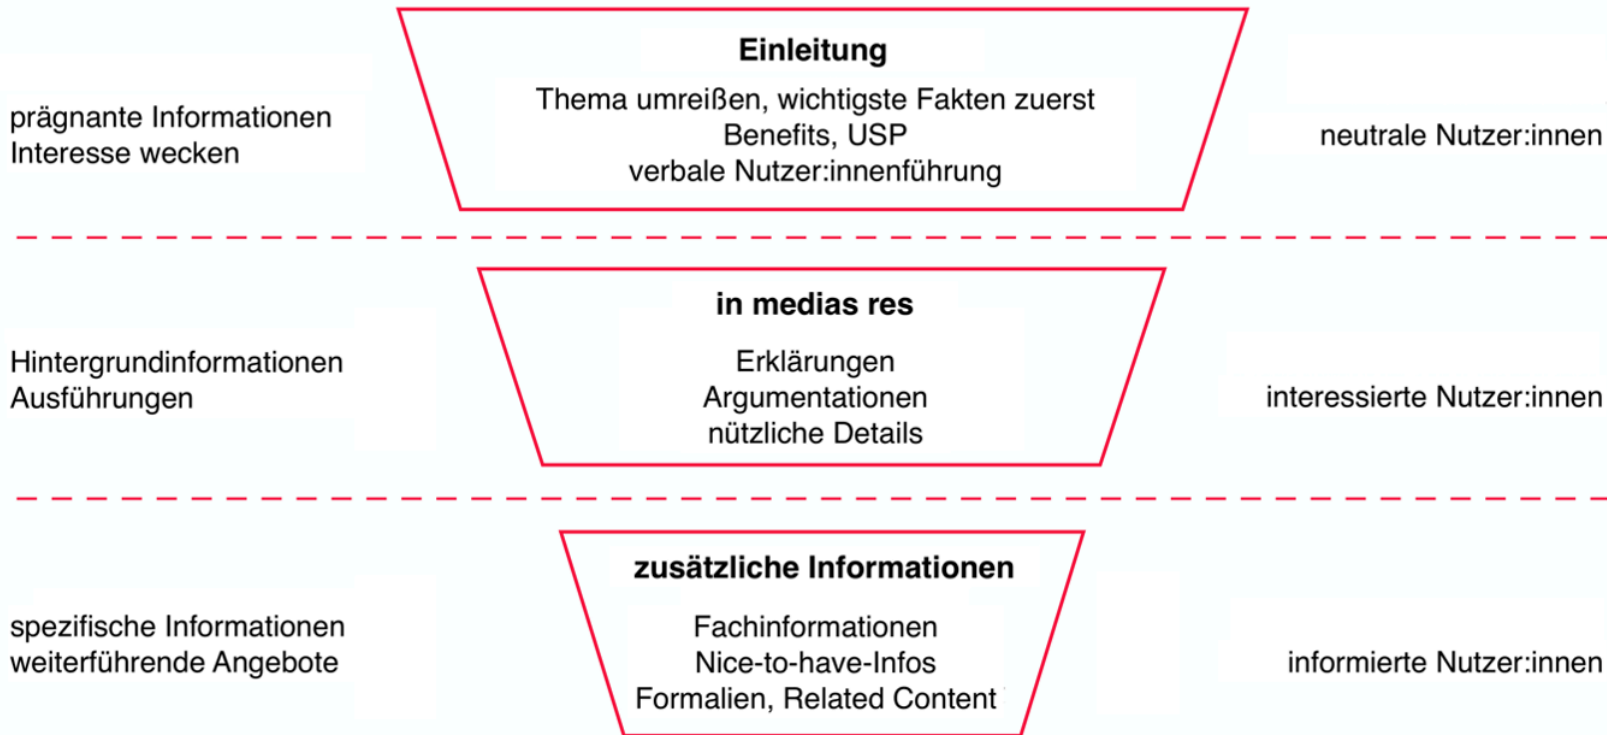 Einleitung
Thema umreißen, wichtigste Fakten zuerst
Benefits, USP
verbale Nutzer:innenführung
prägnante Informationen
Interesse wecken
neutrale Nutzer:innen
in medias res
Erklärungen
Argumentationen
nützliche Details
Hintergrundinformationen
Ausführungen
interessierte Nutzer:innen
zusätzliche Informationen
Fachinformationen
Nice-to-have-Infos
Formalien, Related Content
spezifische Informationen
weiterführende Angebote
informierte Nutzer:innen